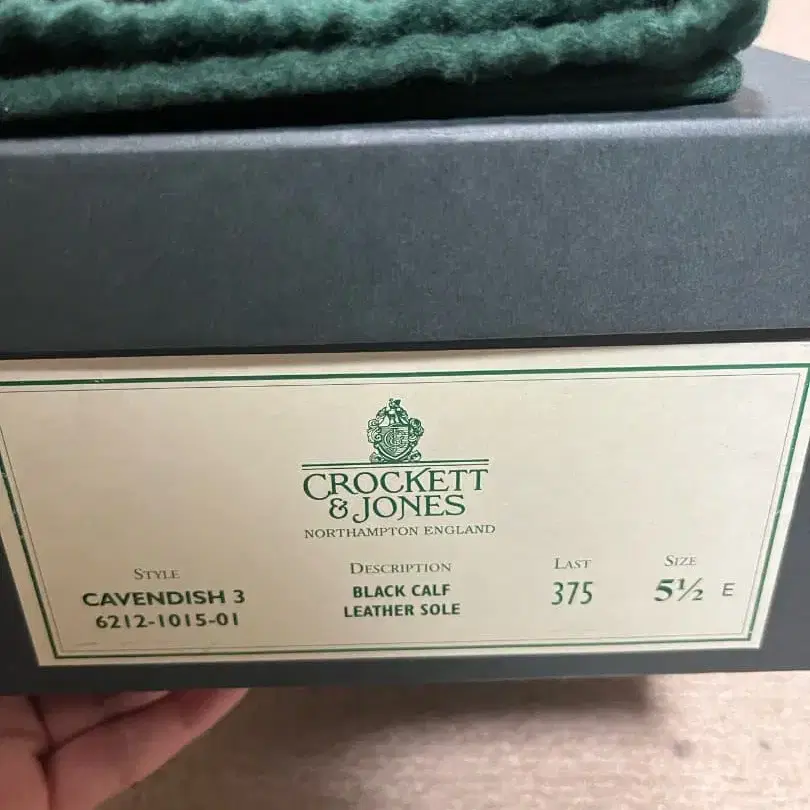 CROCKETT
& JONES
NORTHAMPTON ENGLAND
STYLE
CAVENDISH 3
6212-1015-01
DESCRIPTION
BLACK CALF
LEATHER SOLE
LAST
375
SIZE
5½ E